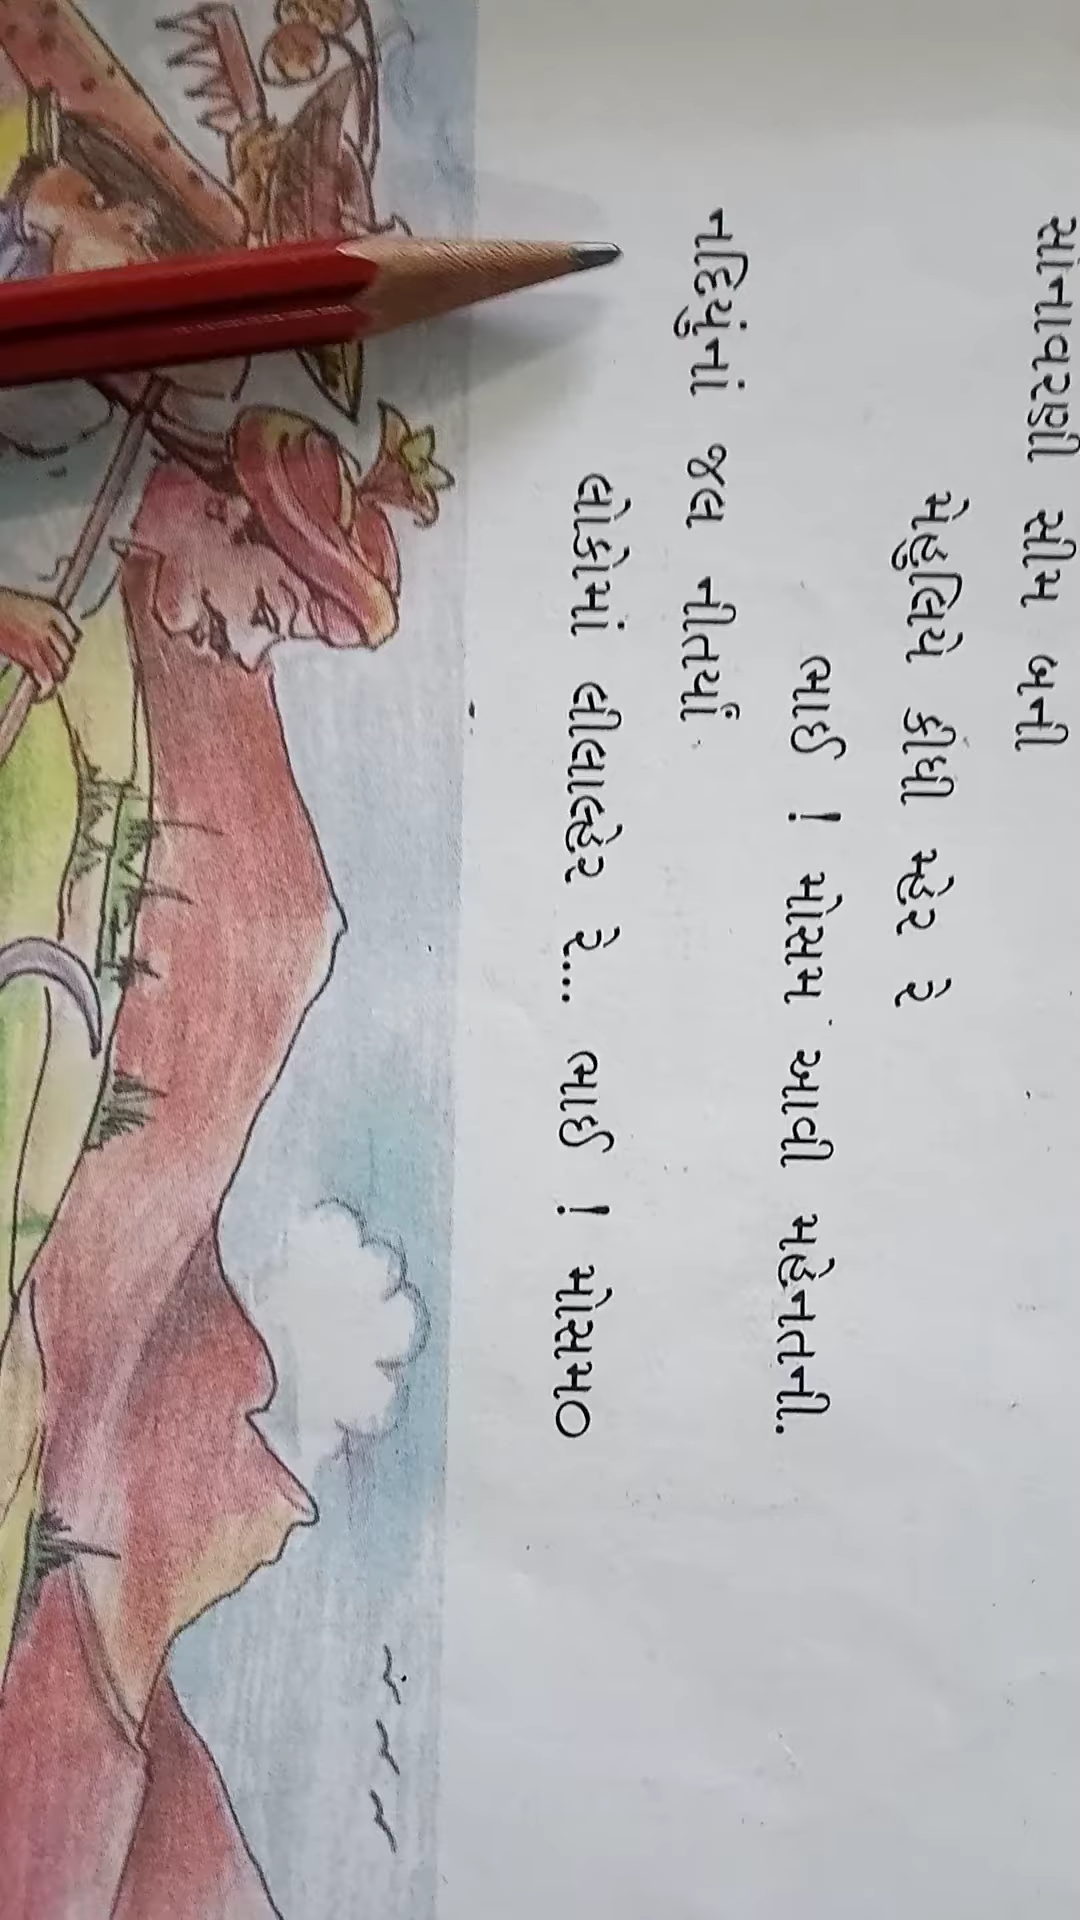 સોનાવરણી સીમ બની
મેહુલિયે કીધી મ્હેર રે
ભાઈ ! મોસમ આવી મહેનતની.
નદિયુંનાં જલ નીતર્યાં
લોકોમાં લીલાલ્હેર રે.... ભાઈ ! મોસમ૦